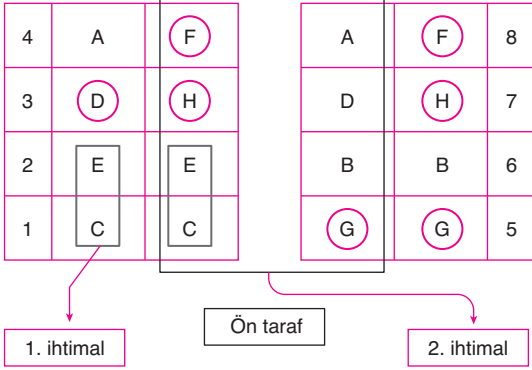 4 A F A F 8
3 D H D H 7
2 E E B B 6
1 C C G G 5
Ön taraf
1. ihtimal
2. ihtimal